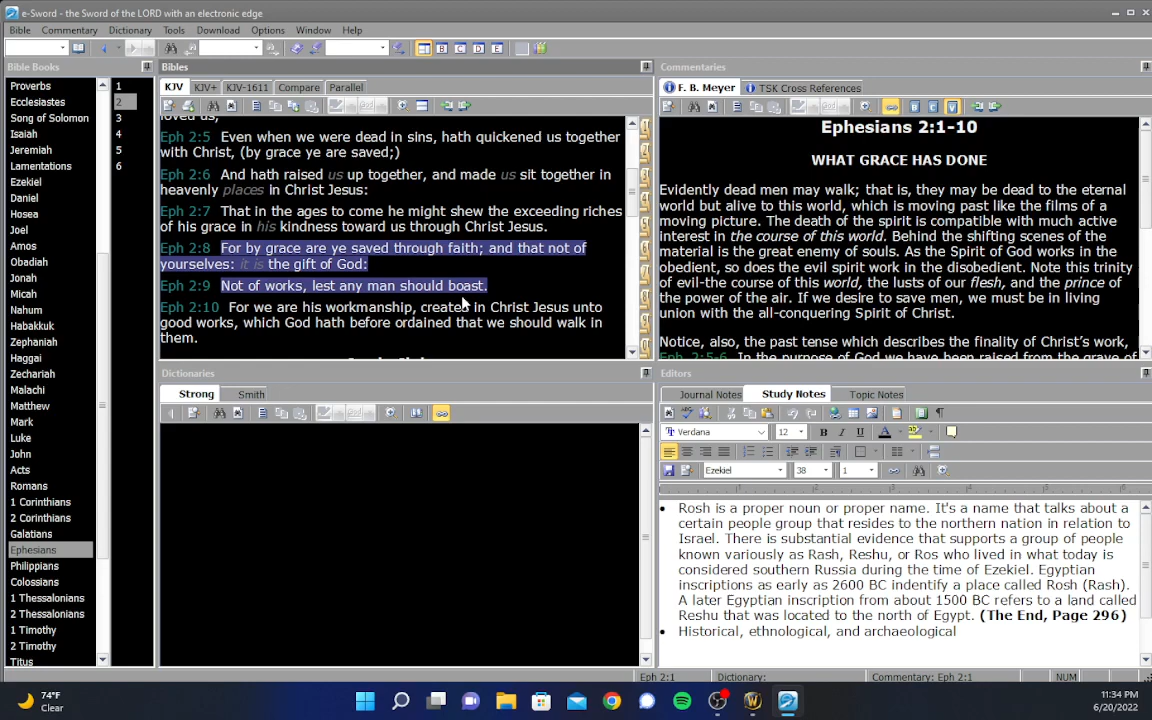 e-Sword - the Sword of the LORD with an electronic edge
Bible Commentary Dictionary Tools Download Options Window Help
Bible Books
Proverbs
Ecclesiastes
Song of Solomon
Isaiah
Jeremiah
Lamentations
Ezekiel
Daniel
Hosea
Joel
Amos
Obadiah
Jonah
Micah
Nahum
Habakkuk
Zephaniah
Haggai
Zechariah
Malachi
Matthew
Mark
Luke
John
Acts
Romans
1 Corinthians
2 Corinthians
Galatians
Ephesians
Philippians
Colossians
1 Thessalonians
2 Thessalonians
1 Timothy
2 Timothy
Titus
1
2
3
4
5
6
Bibles
KJV KJV+ KJV-1611 Compare Parallel
loved us,
Eph 2:5 Even when we were dead in sins, hath quickened us together
with Christ, (by grace ye are saved;)
Eph 2:6 And hath raised us up together, and made us sit together in
heavenly places in Christ Jesus:
Eph 2:7 That in the ages to come he might shew the exceeding riches
of his grace in his kindness toward us through Christ Jesus.
Eph 2:8 For by grace are ye saved through faith; and that not of
yourselves: it is the gift of God:
Eph 2:9 Not of works, lest any man should boast.
Eph 2:10 For we are his workmanship, created in Christ Jesus unto
good works, which God hath before ordained that we should walk in
them.
Commentaries
F. B. Meyer TSK Cross References
Ephesians 2:1-10
WHAT GRACE HAS DONE
Evidently dead men may walk; that is, they may be dead to the eternal
world but alive to this world, which is moving past like the films of a
moving picture. The death of the spirit is compatible with much active
interest in the course of this world. Behind the shifting scenes of the
material is the great enemy of souls. As the Spirit of God works in the
obedient, so does the evil spirit work in the disobedient. Note this trinity
of evil-the course of this world, the lusts of our flesh, and the prince of
the power of the air. If we desire to save men, we must be in living
union with the all-conquering Spirit of Christ.
Notice, also, the past tense which describes the finality of Christ's work,
Eph 2:5-6. In the purpose of God we have been raised from the grave of
Dictionaries
Strong Smith
Editors
Journal Notes Study Notes Topic Notes
Verdana 12 B I U A
Ezekiel 38 1
• Rosh is a proper noun or proper name. It's a name that talks about a
certain people group that resides to the northern nation in relation to
Israel. There is substantial evidence that supports a group of people
known variously as Rash, Reshu, or Ros who lived in what today is
considered southern Russia during the time of Ezekiel. Egyptian
inscriptions as early as 2600 BC indentify a place called Rosh (Rash).
A later Egyptian inscription from about 1500 BC refers to a land called
Reshu that was located to the north of Egypt. (The End, Page 296)
• Historical, ethnological, and archaeological
Eph 2:1 Dictionary: Commentary: Eph 2:1 NUM
74°F
Clear
11:34 PM
6/20/2022